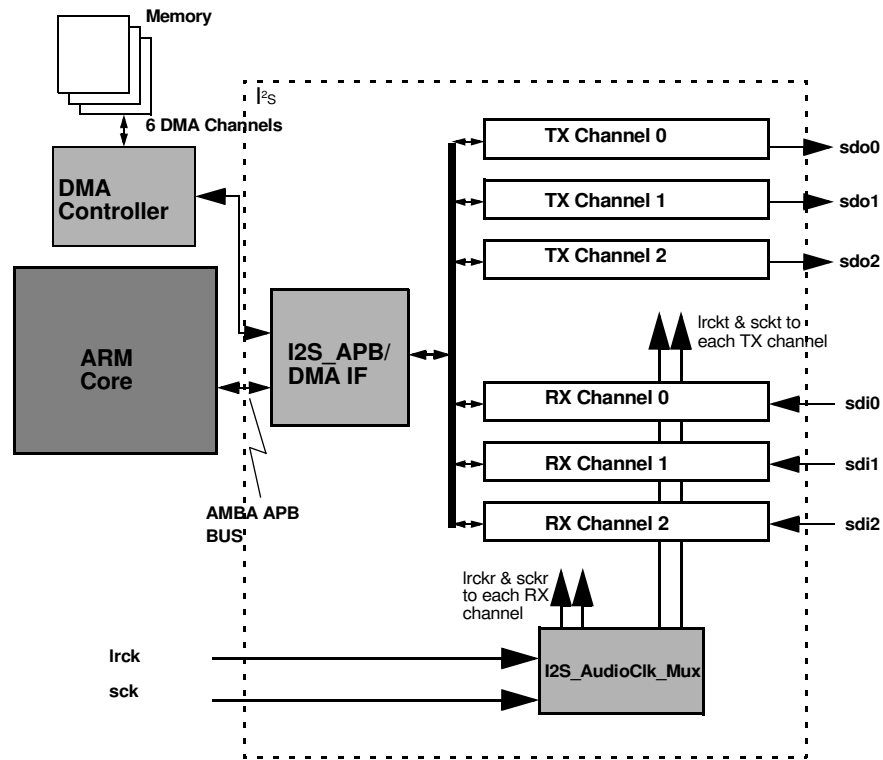 Memory
I²S
6 DMA Channels
TX Channel 0
sdo0
DMA
Controller
TX Channel 1
sdo1
TX Channel 2
sdo2
lrckt & sckt to
each TX channel
ARM
Core
I2S_APB/
DMA IF
RX Channel 0
sdi0
RX Channel 1
sdi1
AMBA APB
BUS
RX Channel 2
sdi2
lrckr & sckr
to each RX
channel
lrck
I2S_AudioClk_Mux
sck